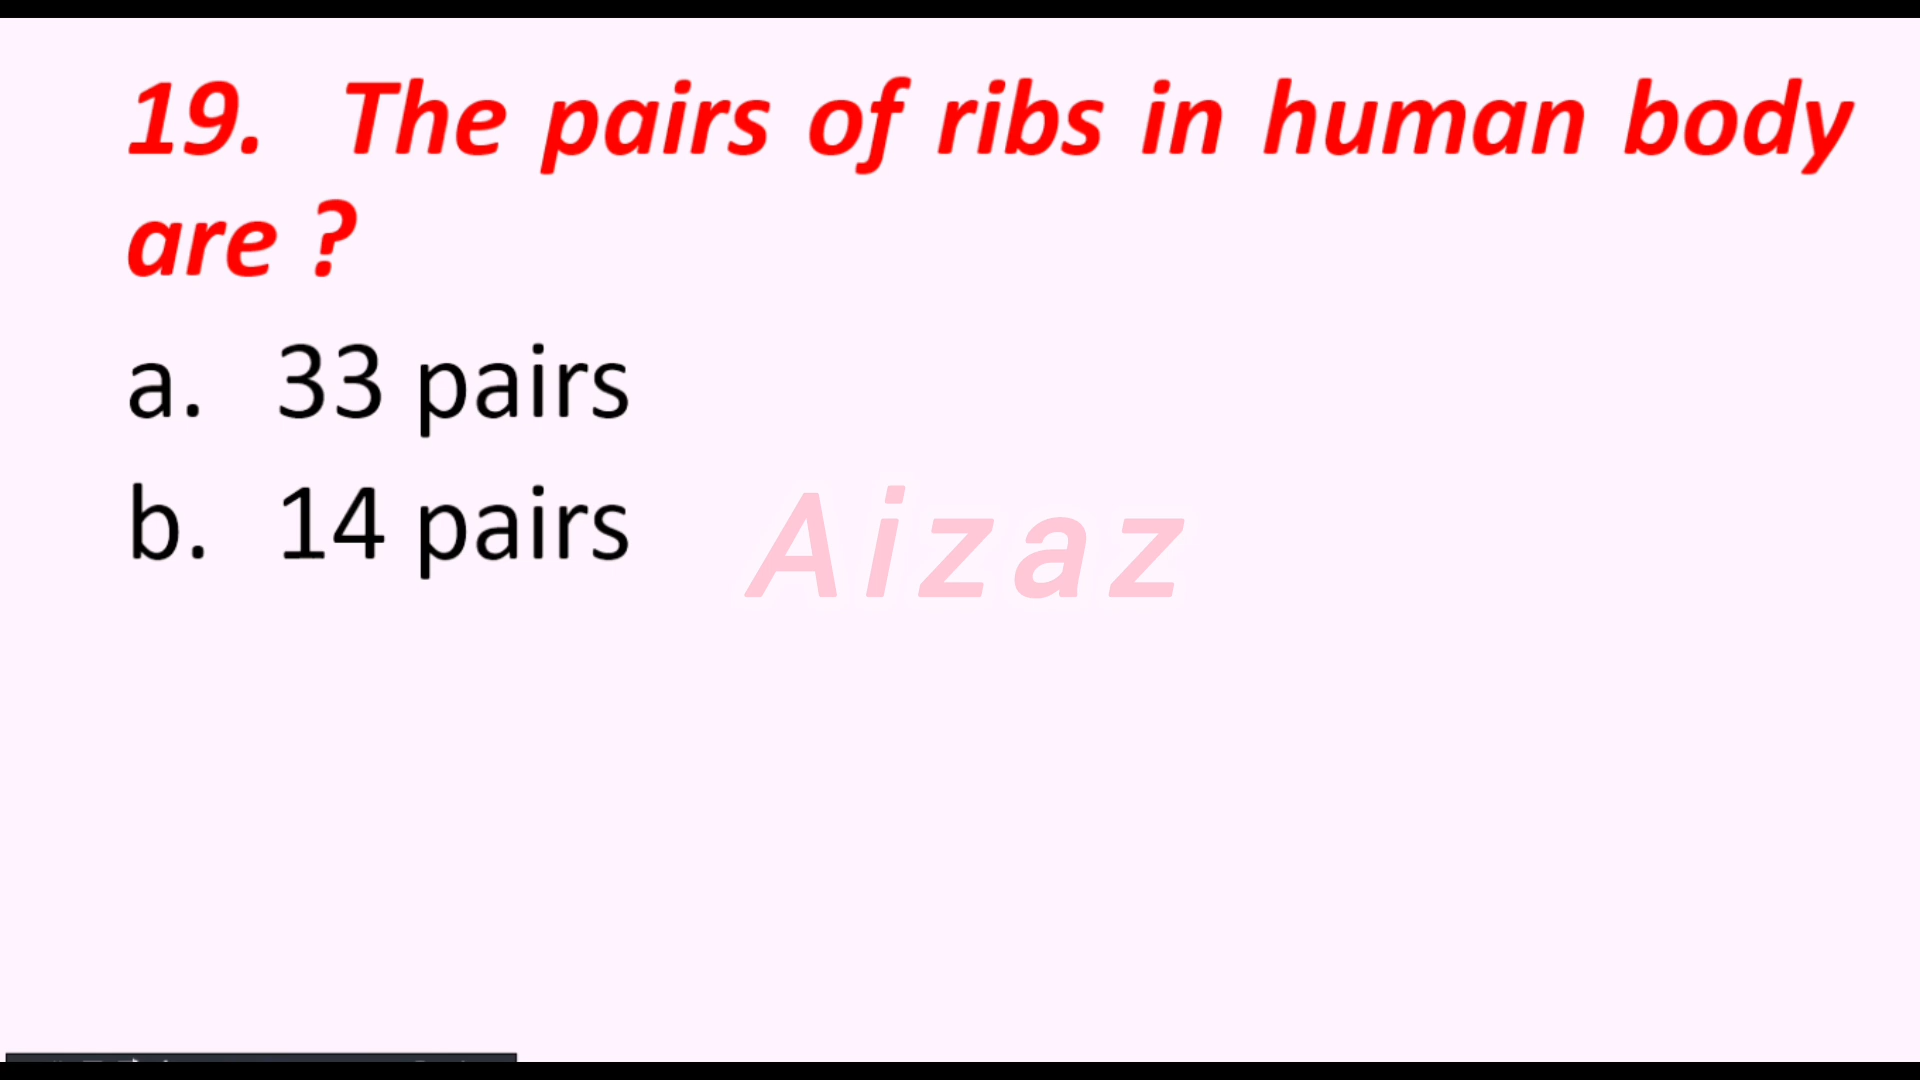 19. The pairs of ribs in human body
are ?
a. 33 pairs
b. 14 pairs
Aizaz